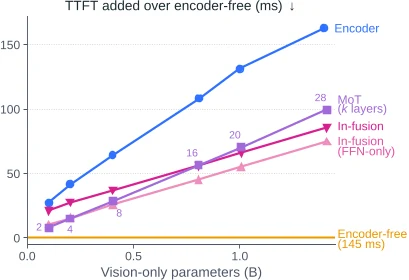 TTFT added over encoder-free (ms) ↓
150
100
50
0
0.0
0.5
1.0
Vision-only parameters (B)
Encoder
28
MoT
(k layers)
In-fusion
In-fusion
(FFN-only)
20
16
8
2
4
Encoder-free
(145 ms)